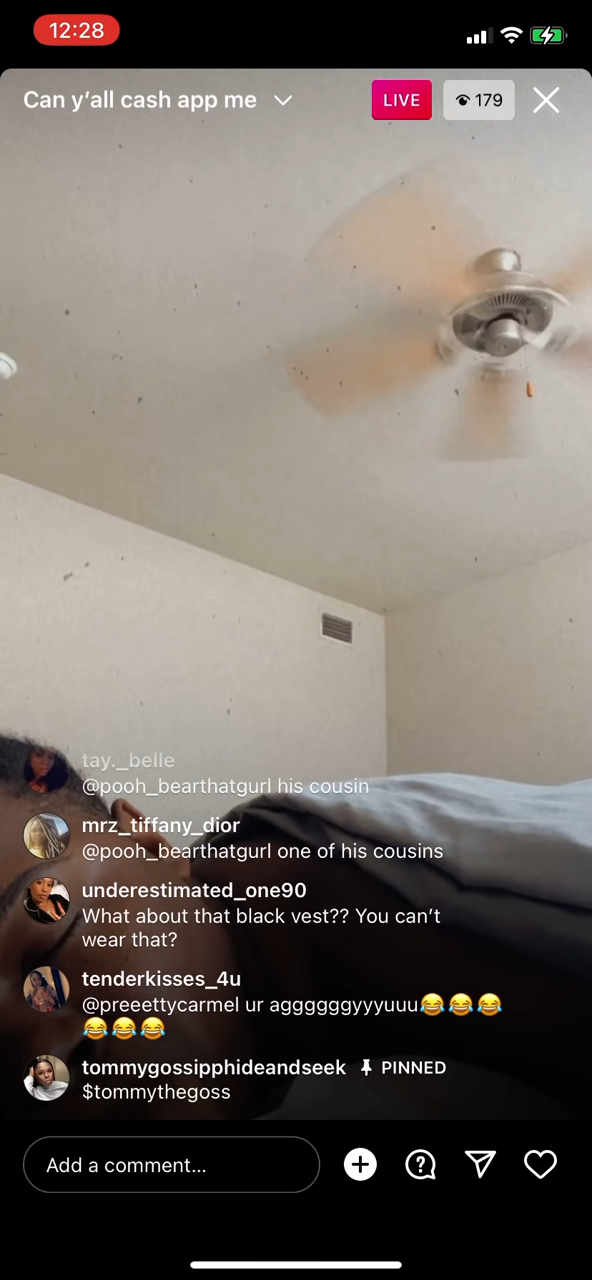 12:28
Can y’all cash app me
LIVE
179
tay._belle
@pooh_bearthatgurl his cousin
mrz_tiffany_dior
@pooh_bearthatgurl one of his cousins
underestimated_one90
What about that black vest?? You can’t
wear that?
tenderkisses_4u
@preeettycarmel ur aggggggyyyuuu😂😂😂
😂😂😂
tommygossipphideandseek PINNED
$tommythegoss
Add a comment...